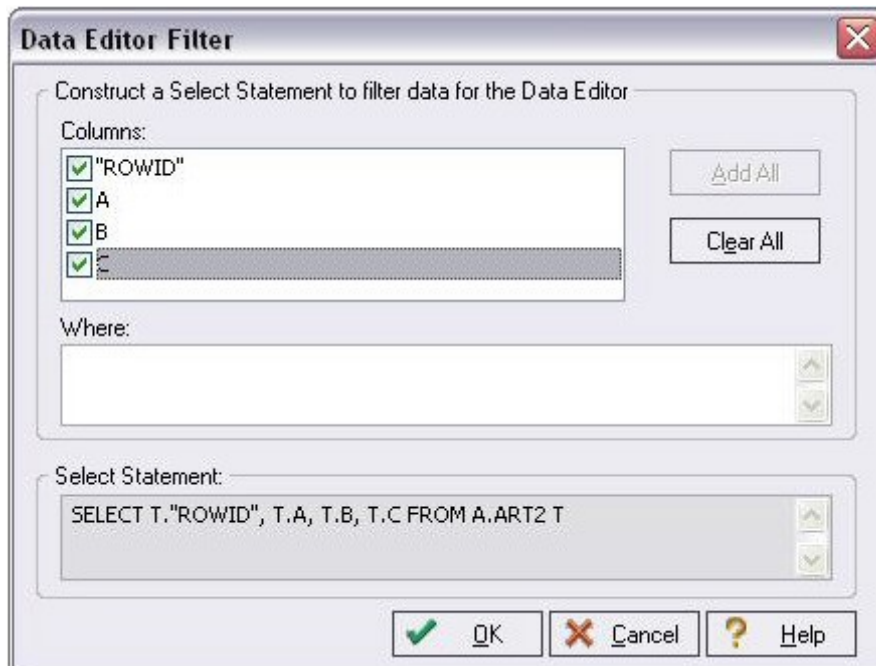 Data Editor Filter
Construct a Select Statement to filter data for the Data Editor
Columns:
"ROWID"
A
B
C
Add All
Clear All
Where:
Select Statement:
SELECT T."ROWID", T.A, T.B, T.C FROM A.ART2 T
OK
Cancel
Help